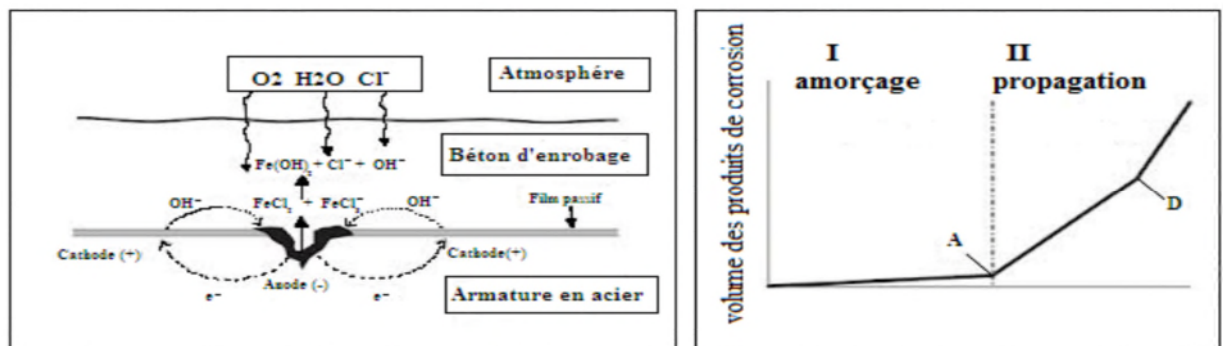 O2 H2O Cl⁻
Atmosphére
Béton d'enrobage
Fe(OH)₂ + Cl⁻ + OH⁻
OH⁻
FeCl₂ + FeCl₃⁻
OH⁻
Film passif
Cathode (+)
Cathode(+)
Anode (-)
e⁻
e⁻
Armature en acier
volume des produits de corrosion
I
amorçage
II
propagation
A
D